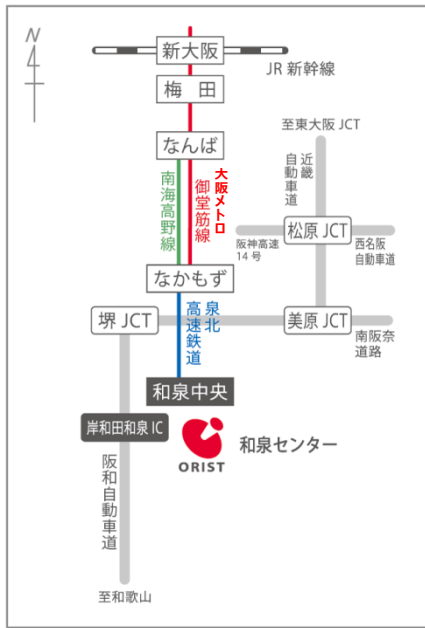 N
新大阪
JR 新幹線
梅 田
至東大阪 JCT
なんば
近畿
自動車道
南海高野線
大阪メトロ
御堂筋線
松原 JCT
阪神高速
14 号
西名阪
自動車道
なかもず
堺 JCT
泉北
高速鉄道
美原 JCT
南阪奈
道路
和泉中央
岸和田和泉 IC
ORIST
和泉センター
阪和自動車道
至和歌山